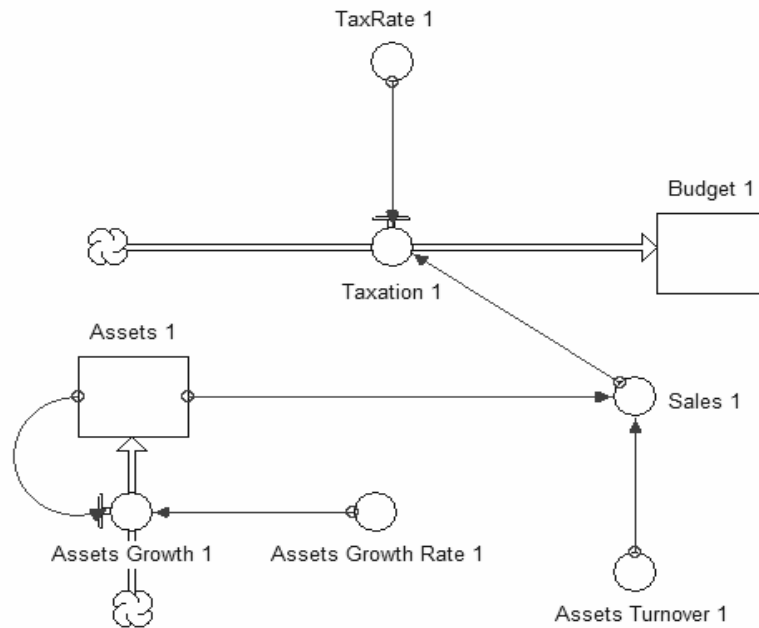 TaxRate 1
Budget 1
Taxation 1
Assets 1
Sales 1
Assets Growth 1
Assets Growth Rate 1
Assets Turnover 1